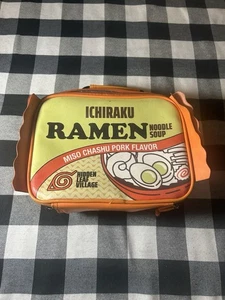 ICHIRAKU
RAMEN NOODLE SOUP
MISO CHASHU PORK FLAVOR
HIDDEN
LEAF
VILLAGE